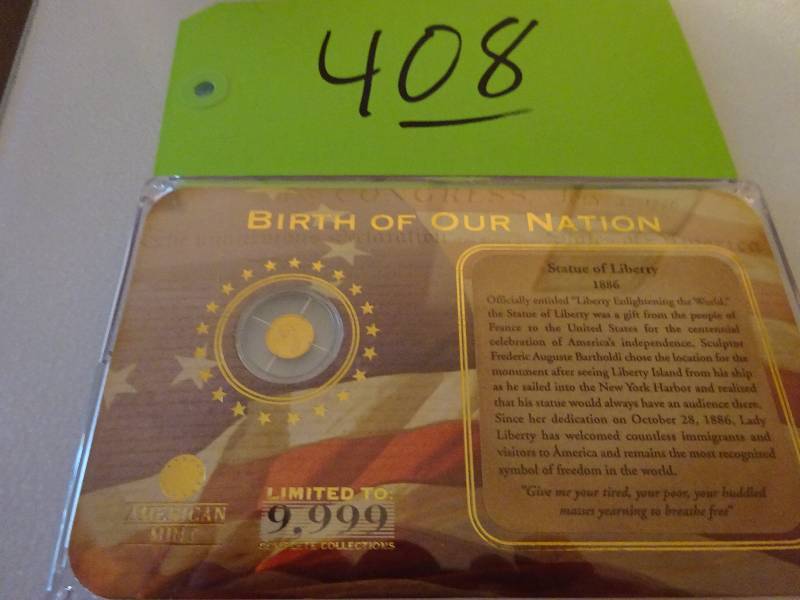 408
CONGRESS,
BIRTH OF OUR NATION
Statue of Liberty
1886
Officially entitled "Liberty Enlightening the World,"
the Statue of Liberty was a gift from the people of
France to the United States for the centennial
celebration of America's independence. Sculptor
Frederic Auguste Bartholdi chose the location for the
monument after seeing Liberty Island from his ship
as he sailed into the New York Harbor and realized
that his statue would always have an audience there.
Since her dedication on October 28, 1886, Lady
Liberty has welcomed countless immigrants and
visitors to America and remains the most recognized
symbol of freedom in the world.
"Give me your tired, your poor, your huddled
masses yearning to breathe free"
AMERICAN
MINT
LIMITED TO:
9,999
COMPLETE COLLECTIONS